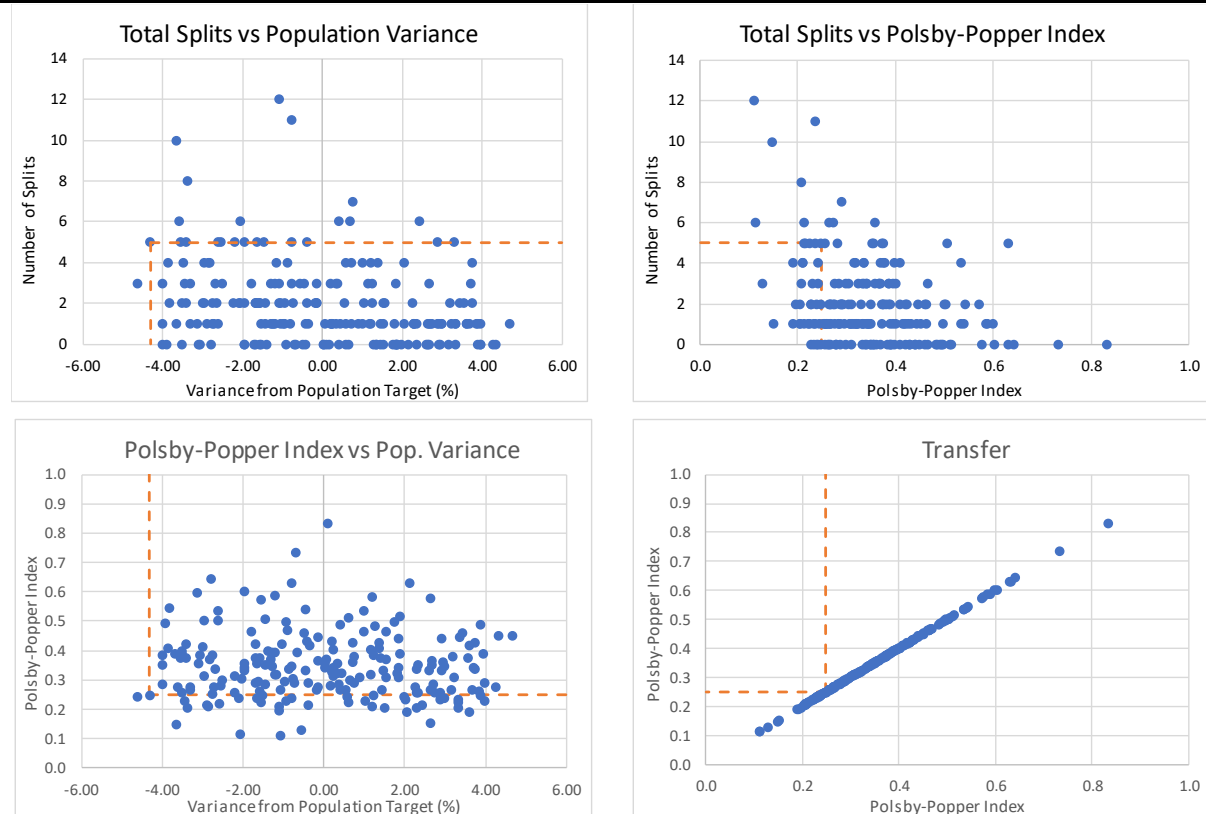 Total Splits vs Population Variance
14
12
10
8
6
4
2
0
Number of Splits
-6.00 -4.00 -2.00 0.00 2.00 4.00 6.00
Variance from Population Target (%)
Total Splits vs Polsby-Popper Index
14
12
10
8
6
4
2
0
Number of Splits
0.0 0.2 0.4 0.6 0.8 1.0
Polsby-Popper Index
Polsby-Popper Index vs Pop. Variance
1.0
0.9
0.8
0.7
0.6
0.5
0.4
0.3
0.2
0.1
0.0
Polsby-Popper Index
-6.00 -4.00 -2.00 0.00 2.00 4.00 6.00
Variance from Population Target (%)
Transfer
1.0
0.9
0.8
0.7
0.6
0.5
0.4
0.3
0.2
0.1
0.0
Polsby-Popper Index
0.0 0.2 0.4 0.6 0.8 1.0
Polsby-Popper Index